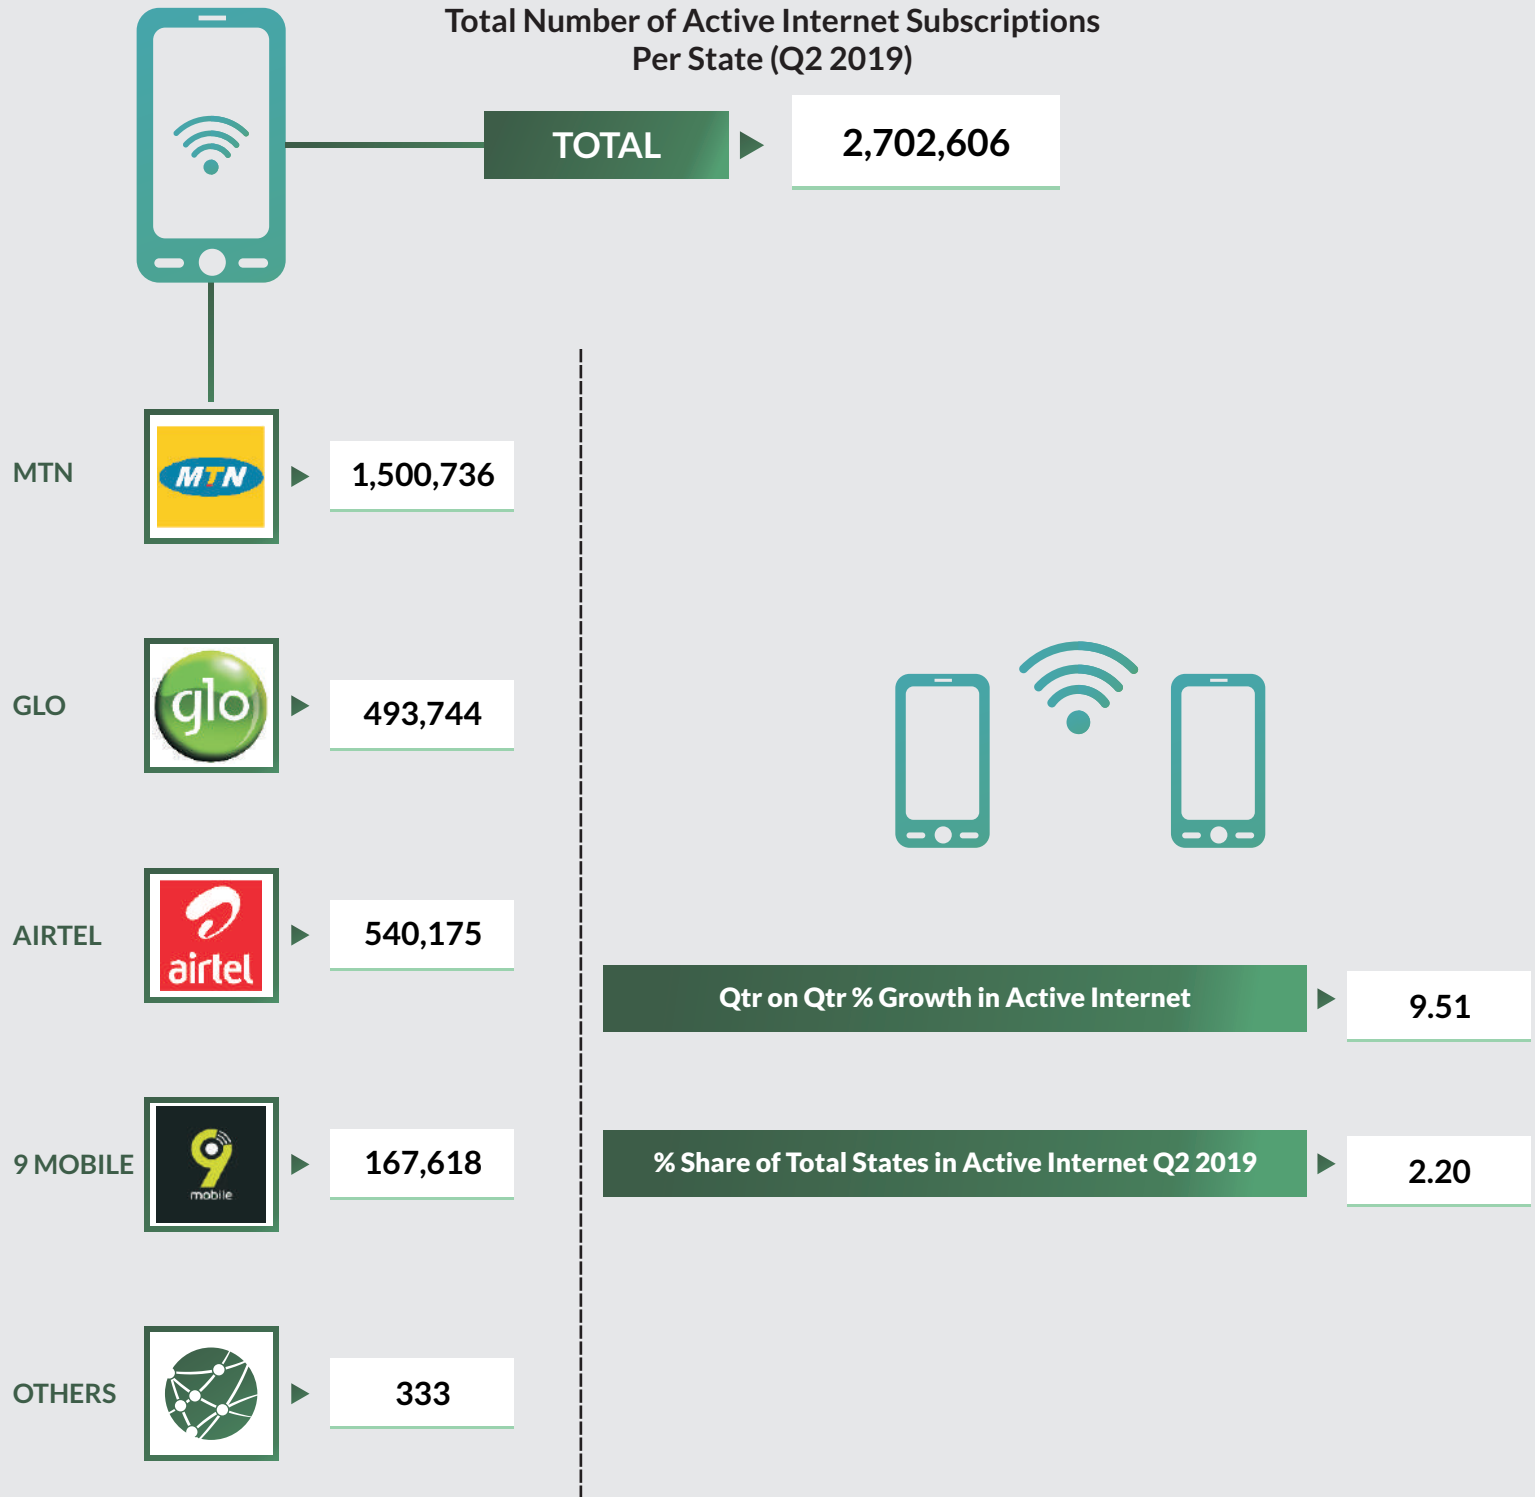 Total Number of Active Internet Subscriptions
Per State (Q2 2019)
TOTAL
2,702,606
MTN
MTN
1,500,736
GLO
glo
493,744
AIRTEL
airtel
540,175
Qtr on Qtr % Growth in Active Internet
9.51
9 MOBILE
9
mobile
167,618
% Share of Total States in Active Internet Q2 2019
2.20
OTHERS
333